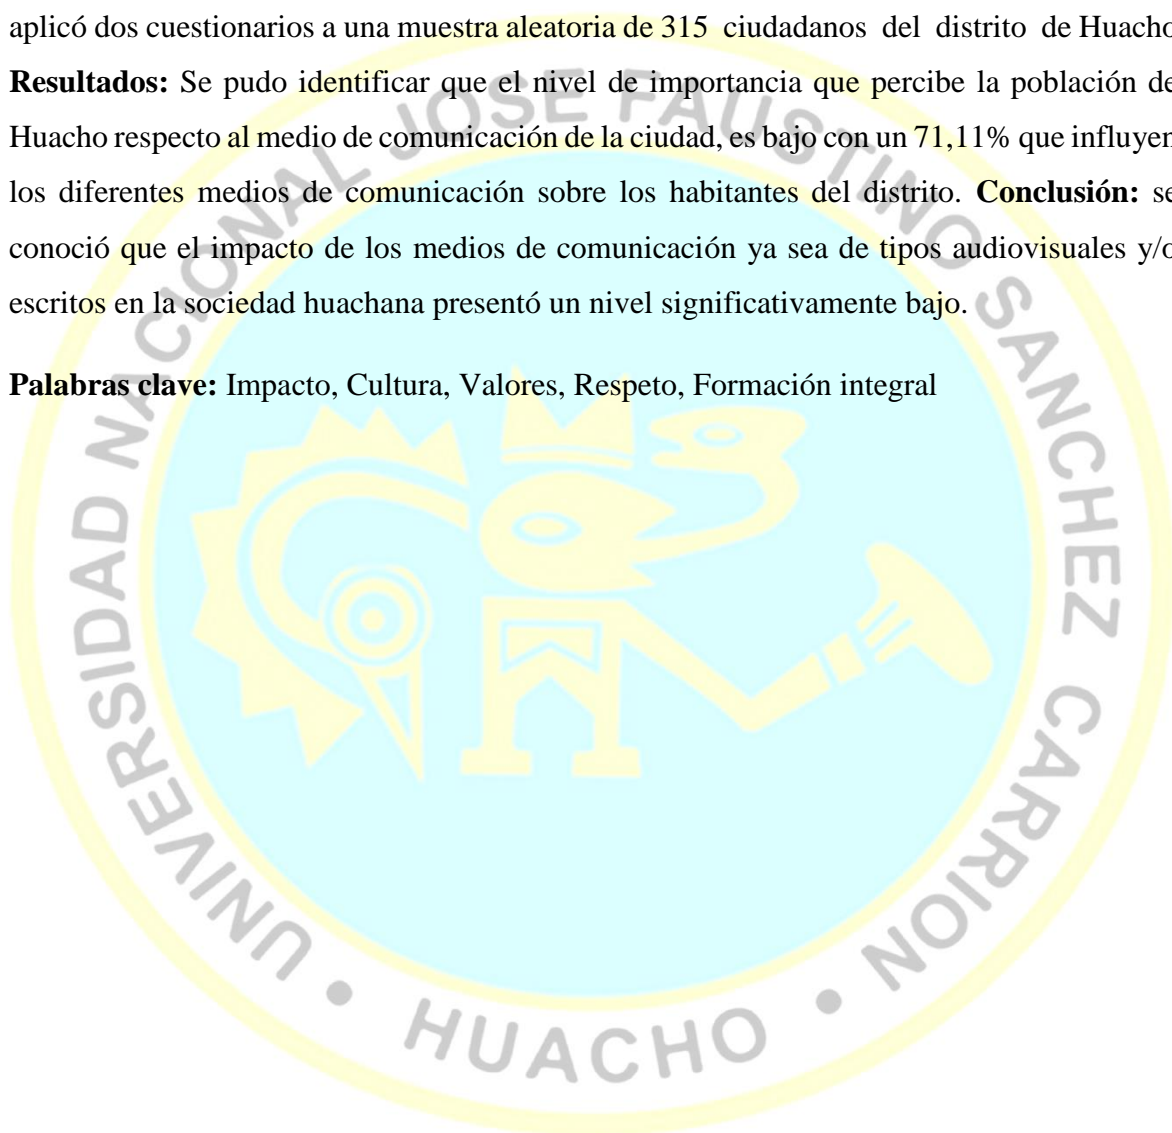 aplicó dos cuestionarios a una muestra aleatoria de 315 ciudadanos del distrito de Huacho
Resultados: Se pudo identificar que el nivel de importancia que percibe la población de
Huacho respecto al medio de comunicación de la ciudad, es bajo con un 71,11% que influyen
los diferentes medios de comunicación sobre los habitantes del distrito. Conclusión: se
conoció que el impacto de los medios de comunicación ya sea de tipos audiovisuales y/o
escritos en la sociedad huachana presentó un nivel significativamente bajo.
Palabras clave: Impacto, Cultura, Valores, Respeto, Formación integral
UNIVERSIDAD NACIONAL JOSE FAUSTINO SANCHEZ CARRION
• HUACHO •